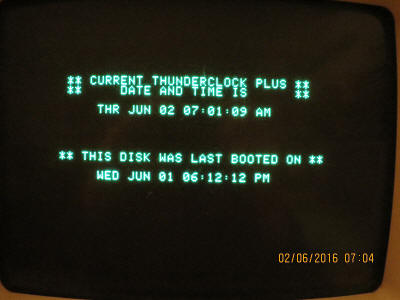 ** CURRENT THUNDERCLOCK PLUS **
** DATE AND TIME IS **
THR JUN 02 07:01:09 AM
** THIS DISK WAS LAST BOOTED ON **
WED JUN 01 06:12:12 PM
02/06/2016 07:04